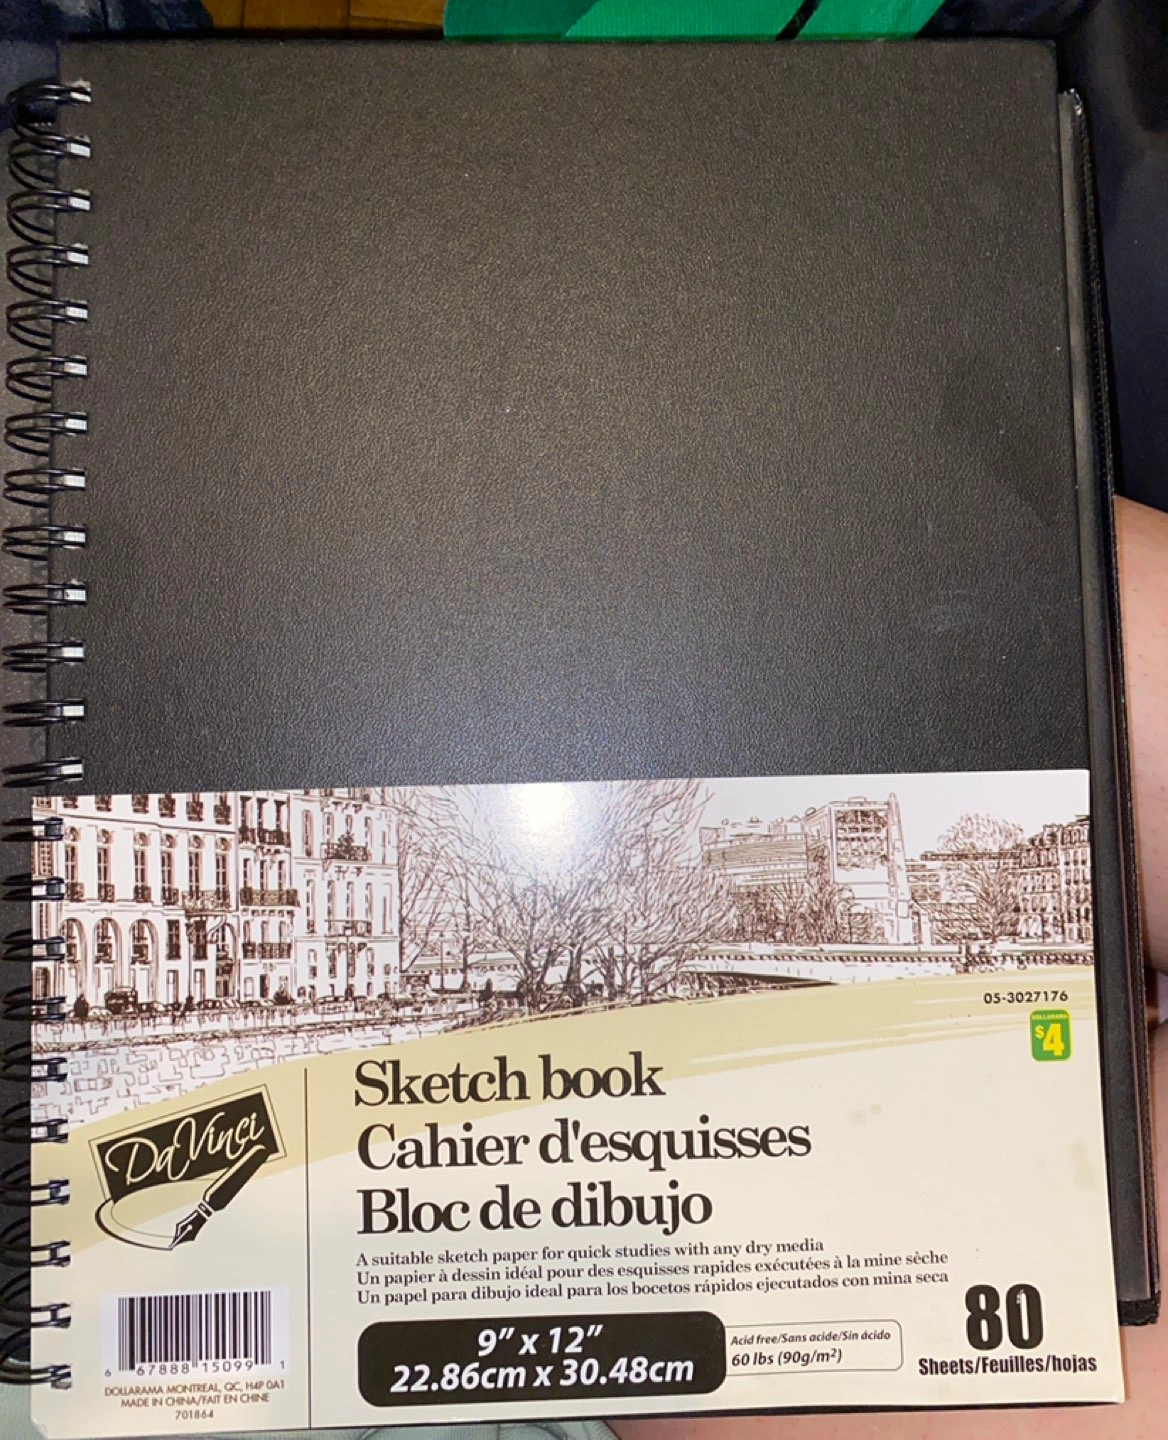 05-3027176
DOLLARAMA
$4
Sketch book
Cahier d'esquisses
Bloc de dibujo
DaVinci
A suitable sketch paper for quick studies with any dry media
Un papier à dessin idéal pour des esquisses rapides exécutées à la mine sèche
Un papel para dibujo ideal para los bocetos rápidos ejecutados con mina seca
9" x 12"
22.86cm x 30.48cm
Acid free/Sans acide/Sin ácido
60 lbs (90g/m²)
80
Sheets/Feuilles/hojas
6 67888 15099 1
DOLLARAMA MONTREAL, QC, H4P 0A1
MADE IN CHINA/FAIT EN CHINE
701864